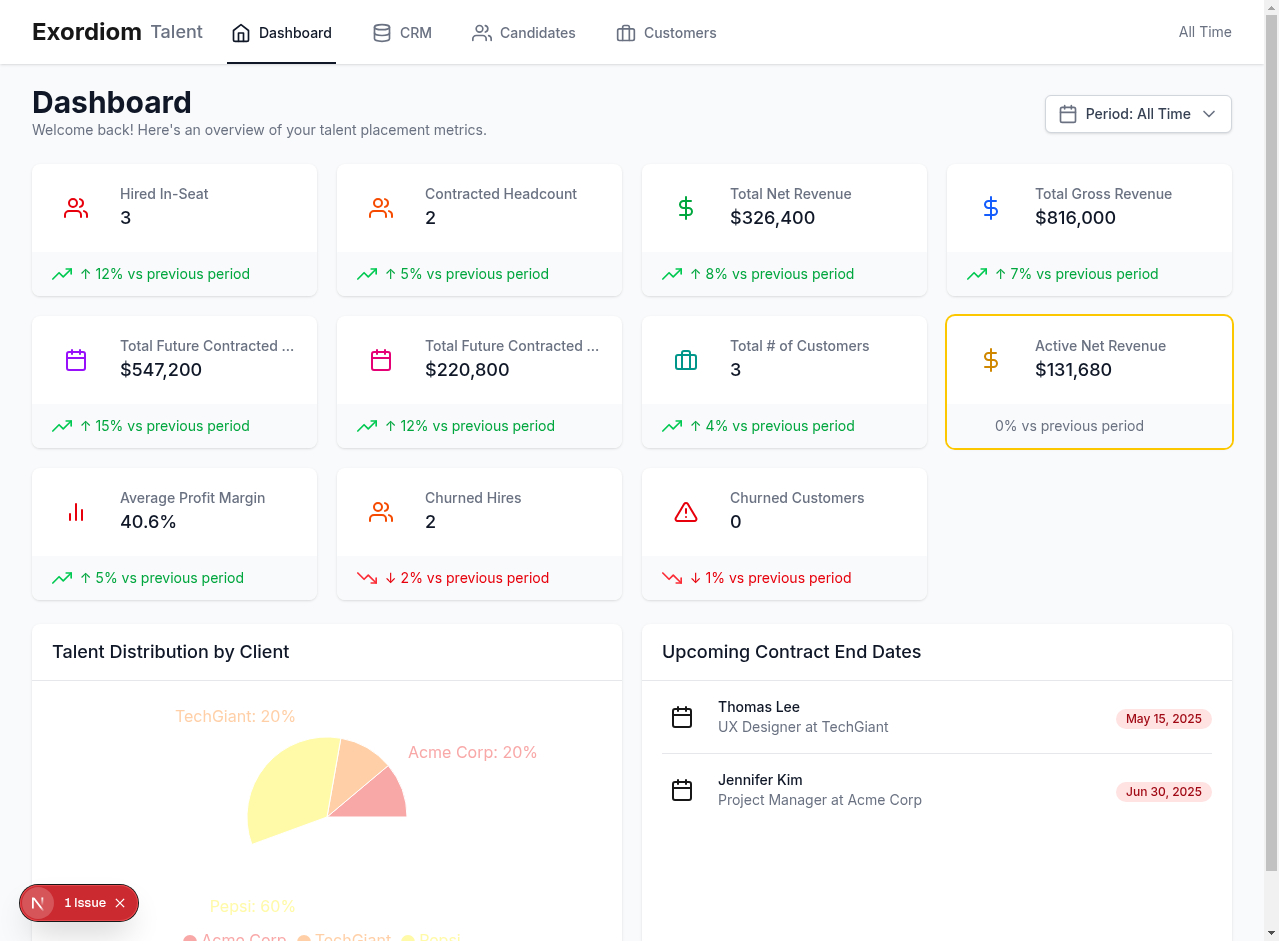 Exordiom Talent Dashboard CRM Candidates Customers All Time
Dashboard
Welcome back! Here's an overview of your talent placement metrics.
Period: All Time
Hired In-Seat
3
↑ 12% vs previous period
Contracted Headcount
2
↑ 5% vs previous period
Total Net Revenue
$326,400
↑ 8% vs previous period
Total Gross Revenue
$816,000
↑ 7% vs previous period
Total Future Contracted ...
$547,200
↑ 15% vs previous period
Total Future Contracted ...
$220,800
↑ 12% vs previous period
Total # of Customers
3
↑ 4% vs previous period
Active Net Revenue
$131,680
0% vs previous period
Average Profit Margin
40.6%
↑ 5% vs previous period
Churned Hires
2
↓ 2% vs previous period
Churned Customers
0
↓ 1% vs previous period
Talent Distribution by Client
TechGiant: 20%
Acme Corp: 20%
Pepsi: 60%
Acme Corp TechGiant Pepsi
Upcoming Contract End Dates
Thomas Lee
UX Designer at TechGiant
May 15, 2025
Jennifer Kim
Project Manager at Acme Corp
Jun 30, 2025
N 1 Issue